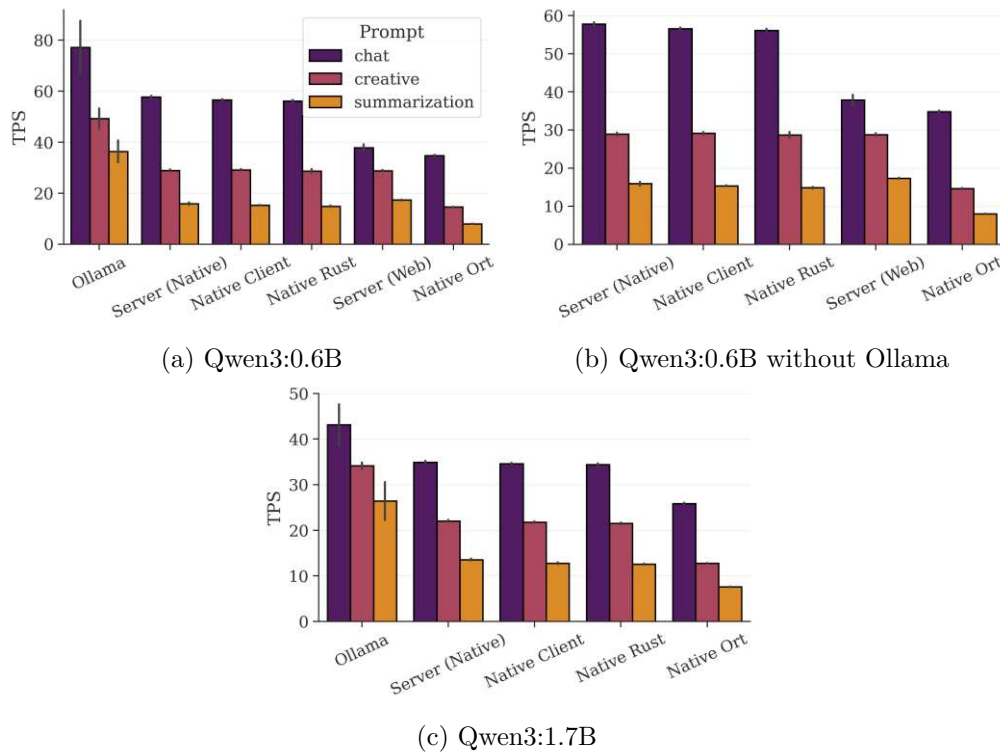 Prompt
chat
creative
summarization
TPS
80
60
40
20
0
Ollama
Server (Native)
Native Client
Native Rust
Server (Web)
Native Ort
(a) Qwen3:0.6B
TPS
60
50
40
30
20
10
0
Server (Native)
Native Client
Native Rust
Server (Web)
Native Ort
(b) Qwen3:0.6B without Ollama
TPS
50
40
30
20
10
0
Ollama
Server (Native)
Native Client
Native Rust
Native Ort
(c) Qwen3:1.7B